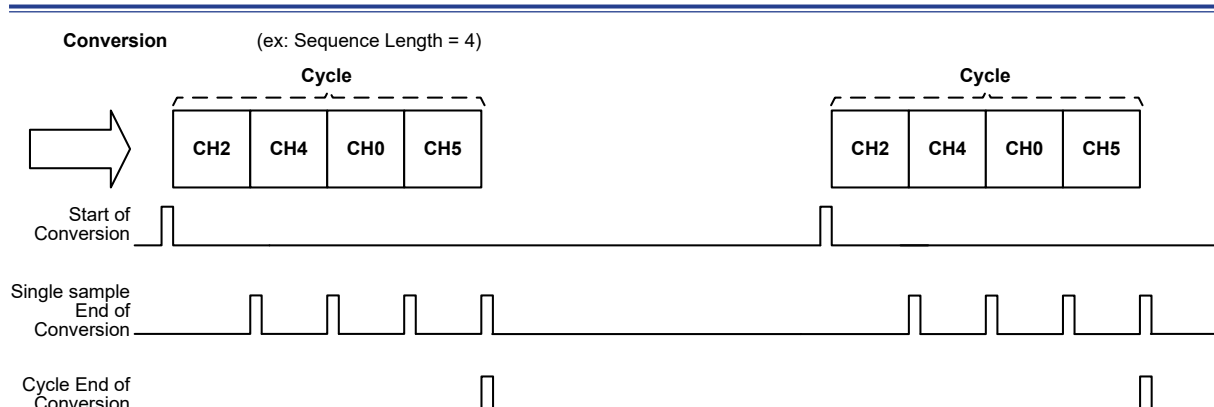 Conversion (ex: Sequence Length = 4)
Cycle Cycle
CH2 CH4 CH0 CH5 CH2 CH4 CH0 CH5
Start of
Conversion
Single sample
End of
Conversion
Cycle End of
Conversion